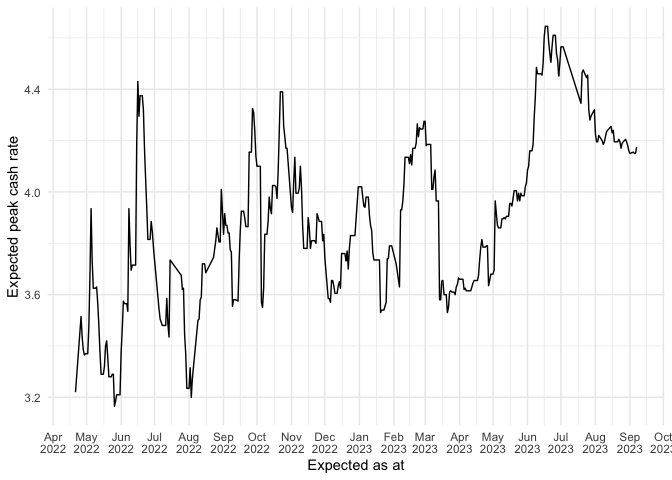 Expected peak cash rate
4.4
4.0
3.6
3.2
Apr May Jun Jul Aug Sep Oct Nov Dec Jan Feb Mar Apr May Jun Jul Aug Sep Oct
2022 2022 2022 2022 2022 2022 2022 2022 2022 2023 2023 2023 2023 2023 2023 2023 2023 2023 202
Expected as at